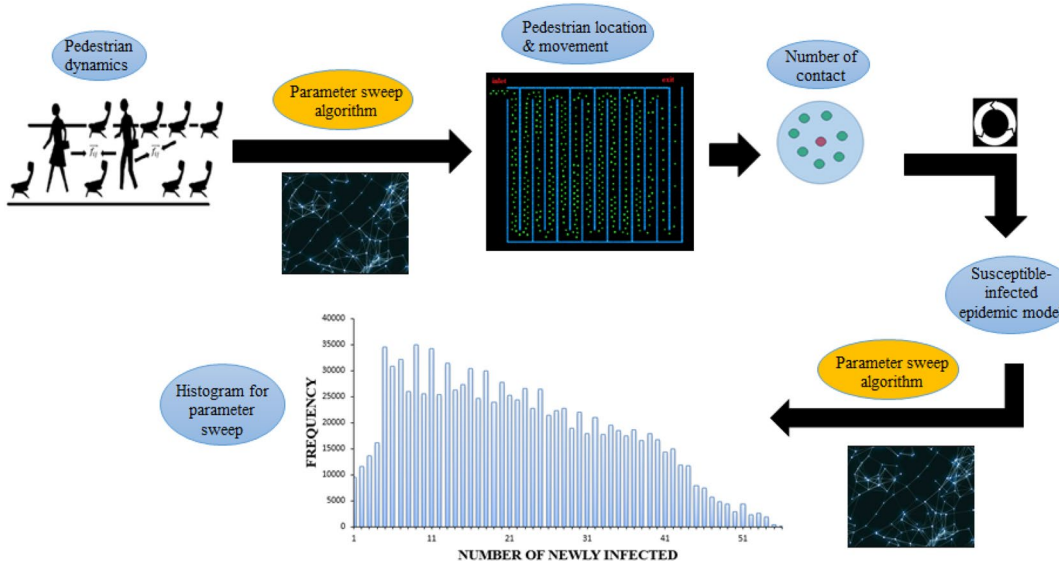 Pedestrian
dynamics
Parameter sweep
algorithm
Pedestrian location
& movement
inlet
exit
Number of
contact
Susceptible-
infected
epidemic mode
Parameter sweep
algorithm
Histogram for
parameter
sweep
FREQUENCY
40000
35000
30000
25000
20000
15000
10000
5000
0
1
11
21
31
41
51
NUMBER OF NEWLY INFECTED